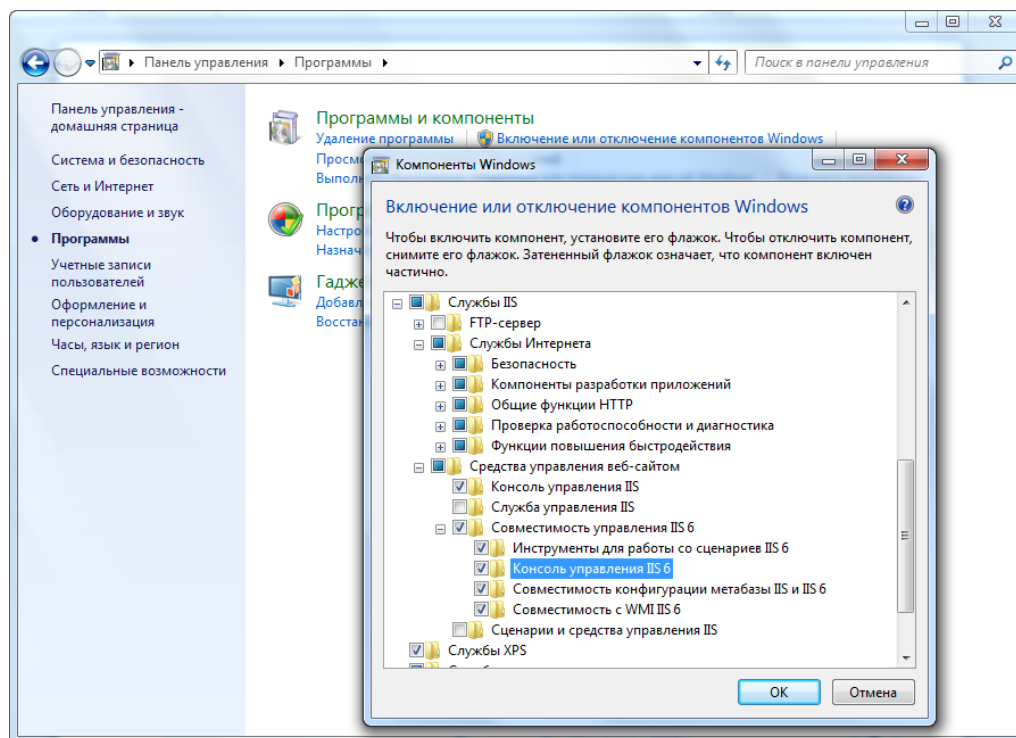 Панель управления ▸ Программы ▸
Поиск в панели управления
Панель управления -
домашняя страница
Система и безопасность
Сеть и Интернет
Оборудование и звук
Программы
Учетные записи
пользователей
Оформление и
персонализация
Часы, язык и регион
Специальные возможности
Программы и компоненты
Удаление программы
Включение или отключение компонентов Windows
Компоненты Windows
Включение или отключение компонентов Windows
Чтобы включить компонент, установите его флажок. Чтобы отключить компонент,
снимите его флажок. Затененный флажок означает, что компонент включен
частично.
Службы IIS
FTP-сервер
Службы Интернета
Безопасность
Компоненты разработки приложений
Общие функции HTTP
Проверка работоспособности и диагностика
Функции повышения быстродействия
Средства управления веб-сайтом
Консоль управления IIS
Служба управления IIS
Совместимость управления IIS 6
Инструменты для работы со сценариев IIS 6
Консоль управления IIS 6
Совместимость конфигурации метабазы IIS и IIS 6
Совместимость с WMI IIS 6
Сценарии и средства управления IIS
Службы XPS
OK
Отмена